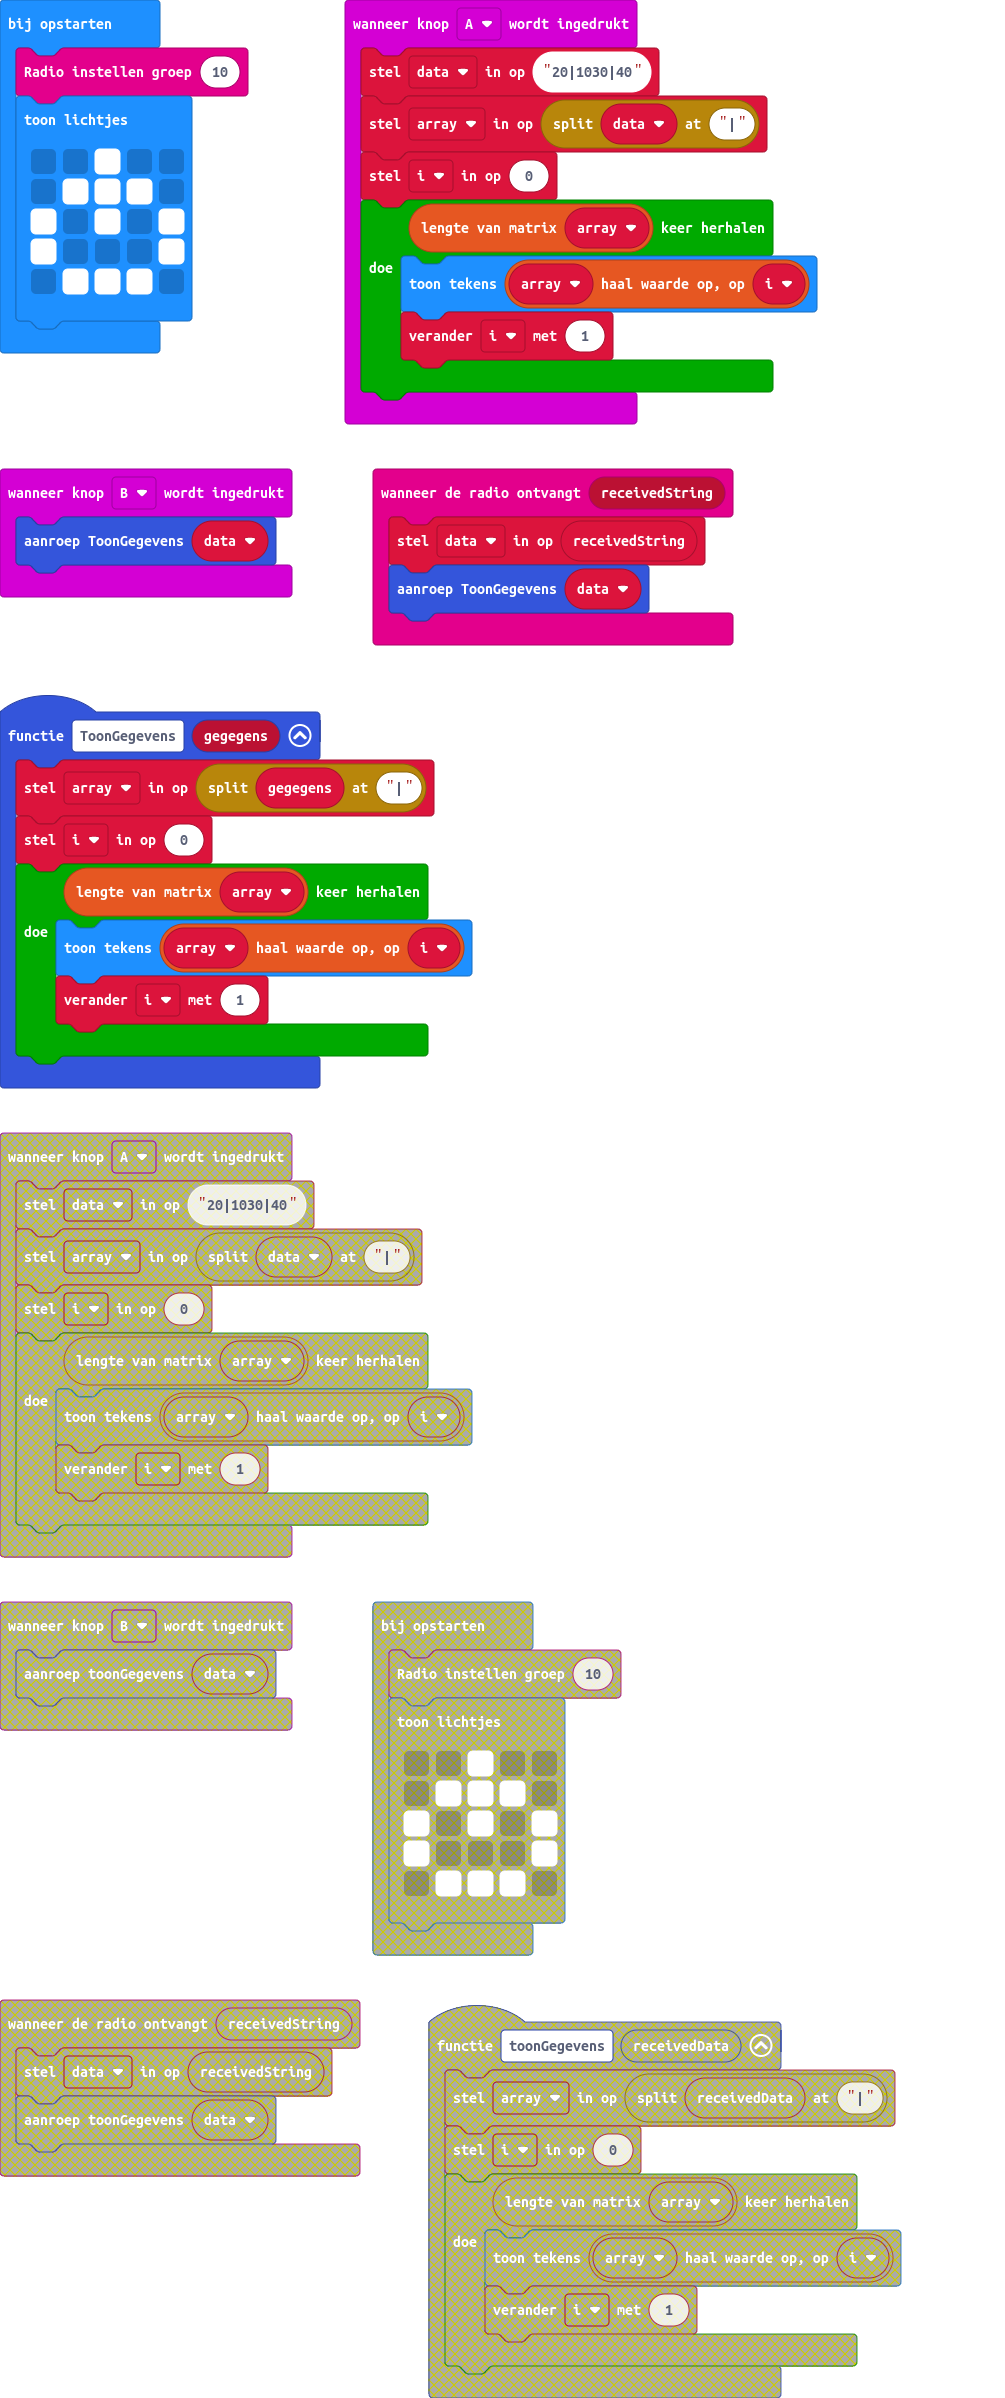 bij opstarten
Radio instellen groep 10
toon lichtjes
wanneer knop A wordt ingedrukt
stel data in op "20|1030|40"
stel array in op split data at "|"
stel i in op 0
lengte van matrix array keer herhalen
doe
toon tekens array haal waarde op, op i
verander i met 1
wanneer knop B wordt ingedrukt
aanroep ToonGegevens data
wanneer de radio ontvangt receivedString
stel data in op receivedString
aanroep ToonGegevens data
functie ToonGegevens gegegens
stel array in op split gegegens at "|"
stel i in op 0
lengte van matrix array keer herhalen
doe
toon tekens array haal waarde op, op i
verander i met 1
wanneer knop A wordt ingedrukt
stel data in op "20|1030|40"
stel array in op split data at "|"
stel i in op 0
lengte van matrix array keer herhalen
doe
toon tekens array haal waarde op, op i
verander i met 1
wanneer knop B wordt ingedrukt
aanroep toonGegevens data
bij opstarten
Radio instellen groep 10
toon lichtjes
wanneer de radio ontvangt receivedString
stel data in op receivedString
aanroep toonGegevens data
functie toonGegevens receivedData
stel array in op split receivedData at "|"
stel i in op 0
lengte van matrix array keer herhalen
doe
toon tekens array haal waarde op, op i
verander i met 1